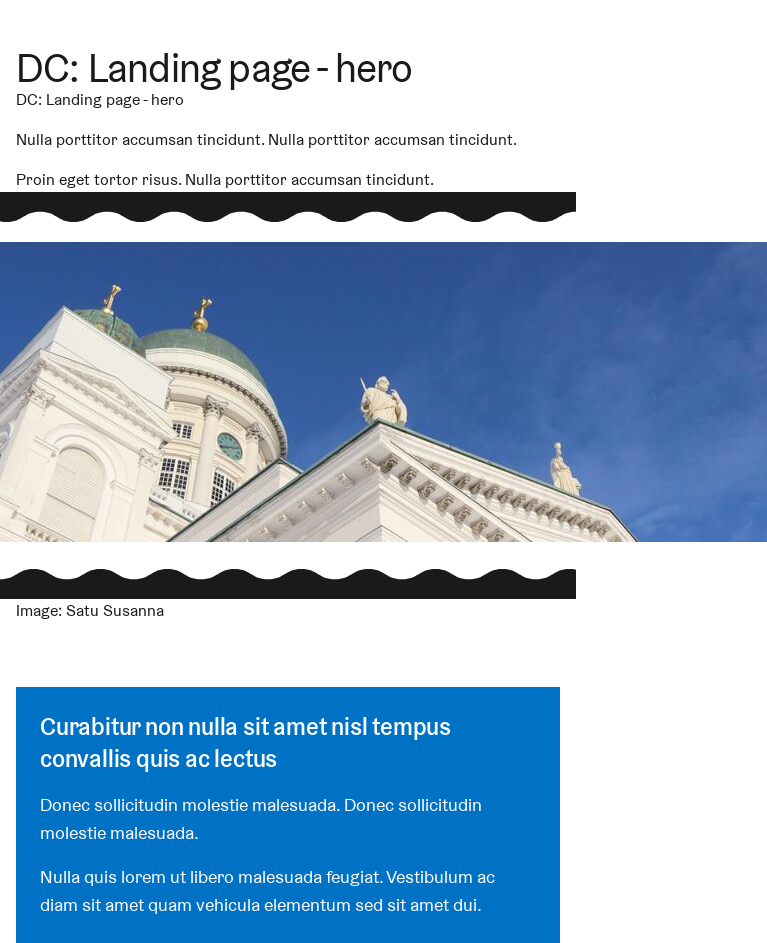 DC: Landing page - hero
DC: Landing page - hero
Nulla porttitor accumsan tincidunt. Nulla porttitor accumsan tincidunt.
Proin eget tortor risus. Nulla porttitor accumsan tincidunt.
Image: Satu Susanna
Curabitur non nulla sit amet nisl tempus
convallis quis ac lectus
Donec sollicitudin molestie malesuada. Donec sollicitudin
molestie malesuada.
Nulla quis lorem ut libero malesuada feugiat. Vestibulum ac
diam sit amet quam vehicula elementum sed sit amet dui.